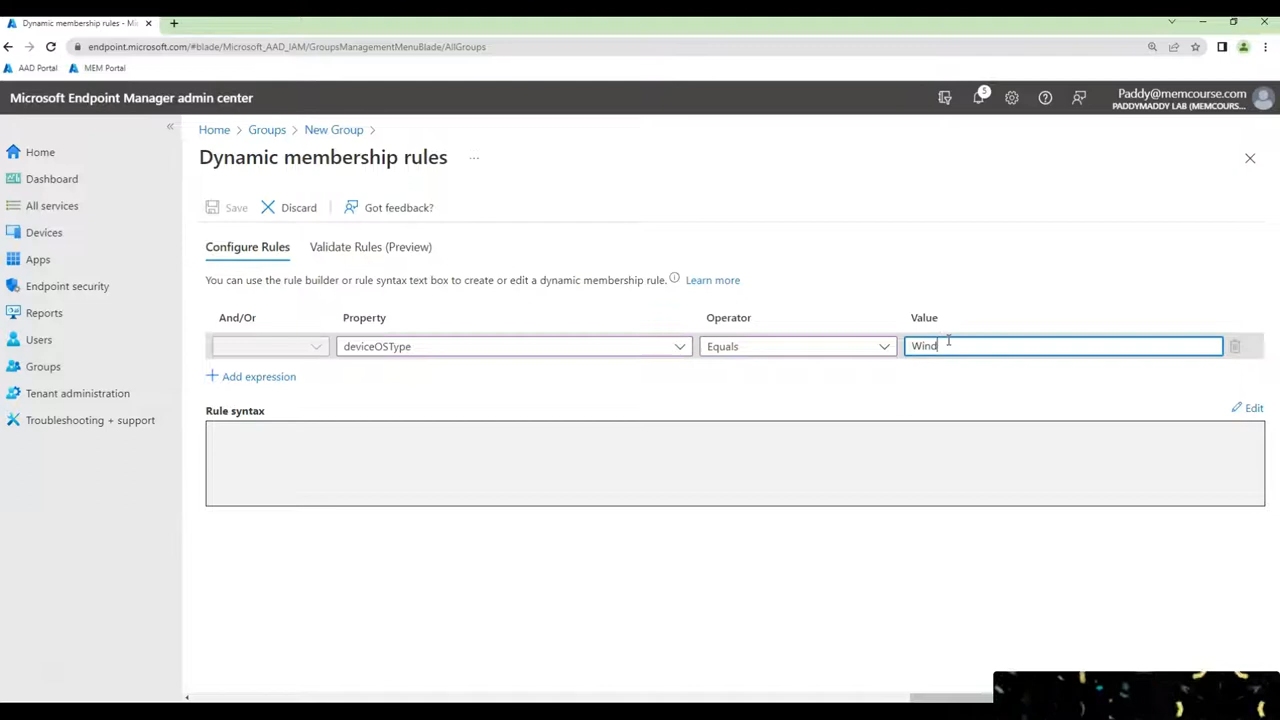 Dynamic membership rules - Mi
endpoint.microsoft.com/#blade/Microsoft_AAD_IAM/GroupsManagementMenuBlade/AllGroups
AAD Portal MEM Portal
Microsoft Endpoint Manager admin center
5
Paddy@memcourse.com
PADDYMADDY LAB (MEMCOURS...
Home > Groups > New Group >
Dynamic membership rules ...
Save Discard Got feedback?
Configure Rules Validate Rules (Preview)
You can use the rule builder or rule syntax text box to create or edit a dynamic membership rule. Learn more
And/Or Property Operator Value
deviceOSType Equals Wind
+ Add expression
Rule syntax Edit
Home
Dashboard
All services
Devices
Apps
Endpoint security
Reports
Users
Groups
Tenant administration
Troubleshooting + support